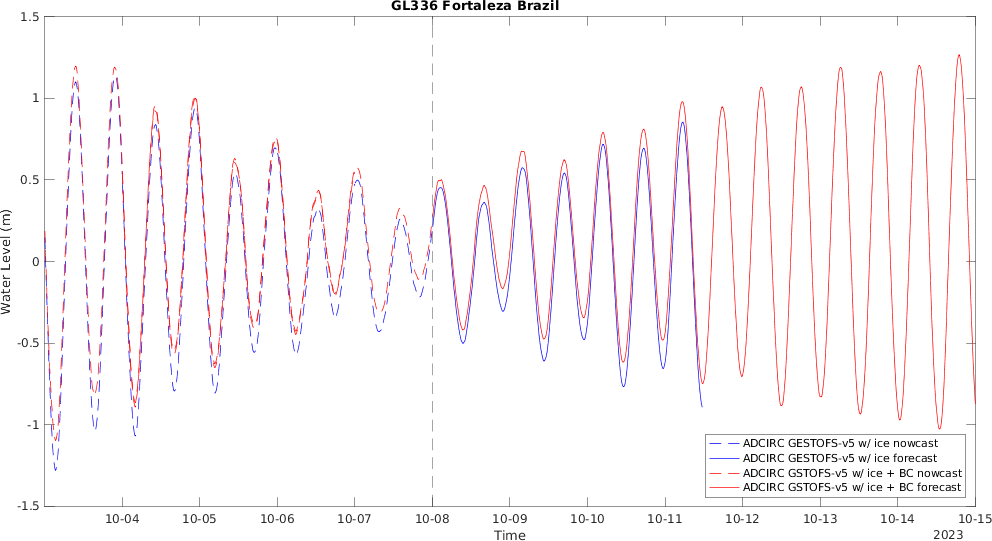 GL336 Fortaleza Brazil
1.5
1
0.5
0
-0.5
-1
-1.5
Water Level (m)
ADCIRC GESTOFS-v5 w/ ice nowcast
ADCIRC GESTOFS-v5 w/ ice forecast
ADCIRC GSTOFS-v5 w/ ice + BC nowcast
ADCIRC GSTOFS-v5 w/ ice + BC forecast
10-04 10-05 10-06 10-07 10-08 10-09 10-10 10-11 10-12 10-13 10-14 10-15
Time
2023